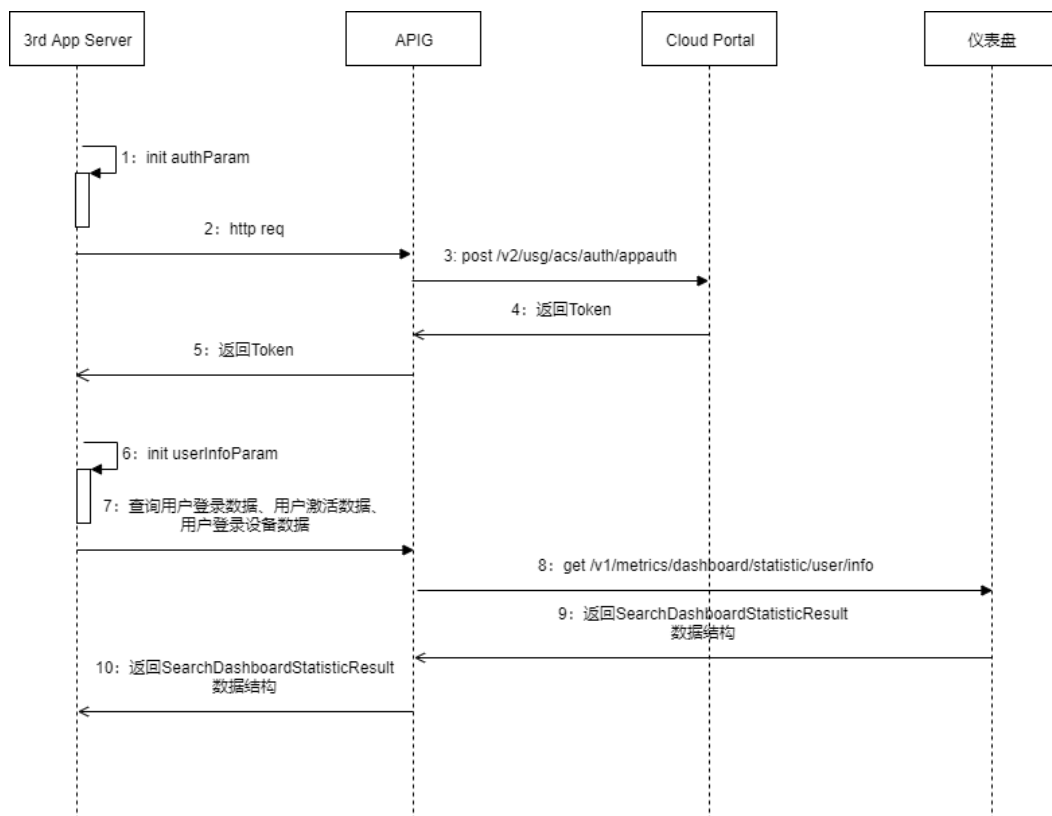 3rd App Server
APIG
Cloud Portal
仪表盘
1：init authParam
2：http req
3: post /v2/usg/acs/auth/appauth
4：返回Token
5：返回Token
6：init userInfoParam
7：查询用户登录数据、用户激活数据、
用户登录设备数据
8：get /v1/metrics/dashboard/statistic/user/info
9：返回SearchDashboardStatisticResult
数据结构
10：返回SearchDashboardStatisticResult
数据结构